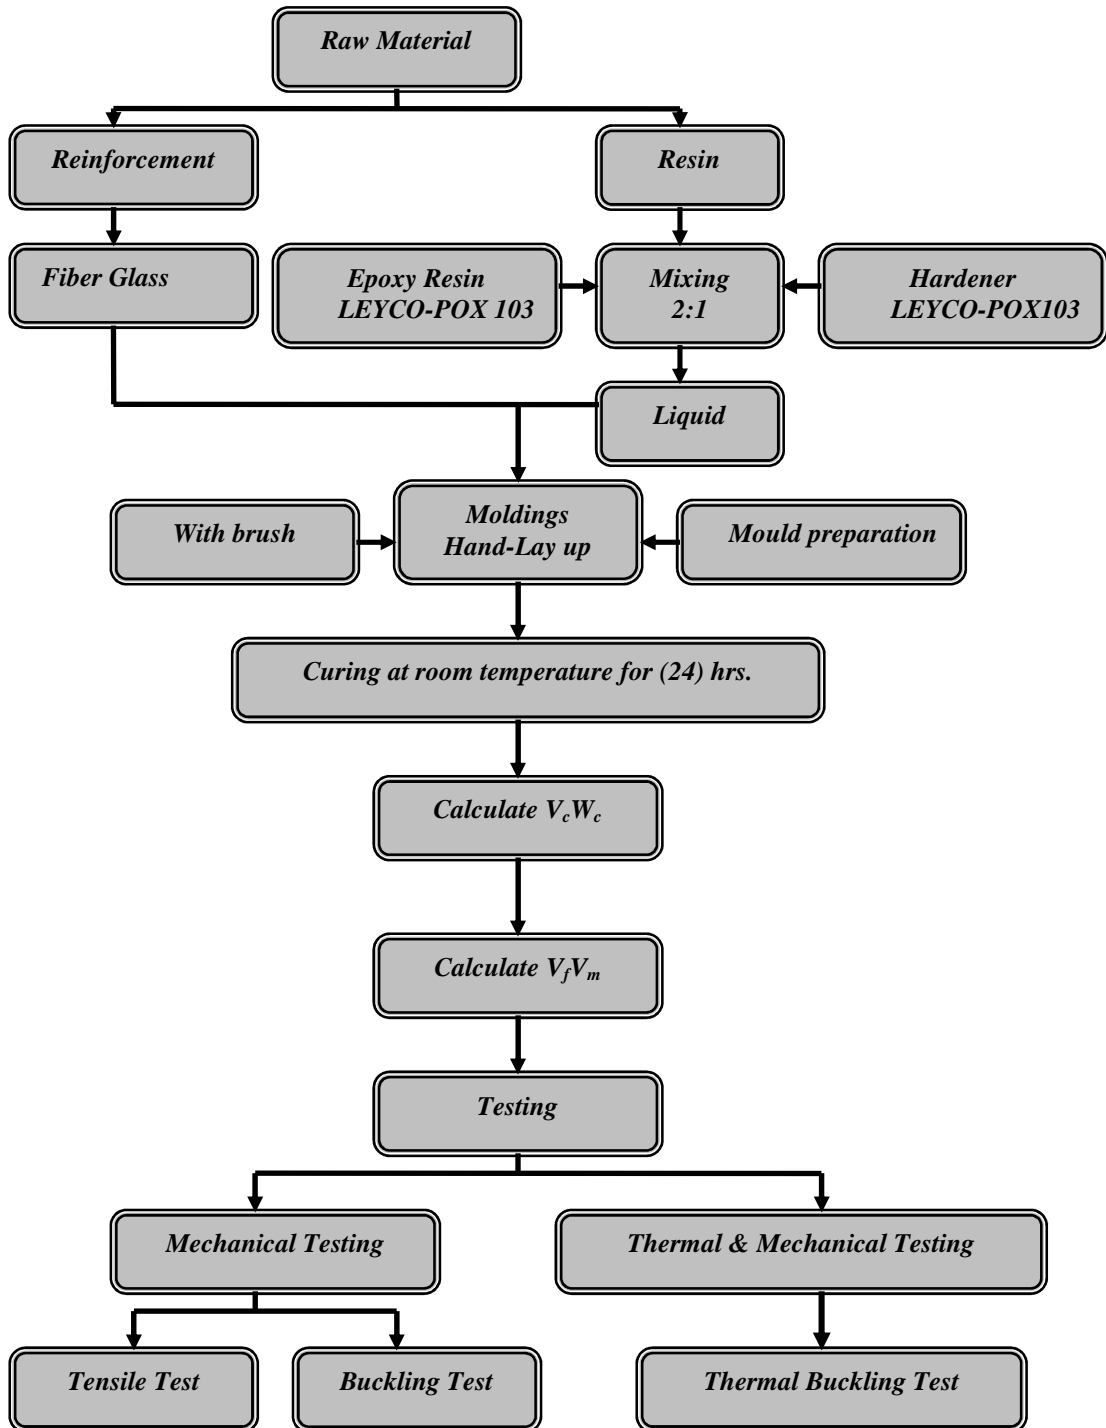 Raw Material
Reinforcement
Resin
Fiber Glass
Epoxy Resin
LEYCO-POX 103
Mixing
2:1
Hardener
LEYCO-POX103
Liquid
With brush
Moldings
Hand-Lay up
Mould preparation
Curing at room temperature for (24) hrs.
Calculate VcWc
Calculate VfVm
Testing
Mechanical Testing
Thermal & Mechanical Testing
Tensile Test
Buckling Test
Thermal Buckling Test